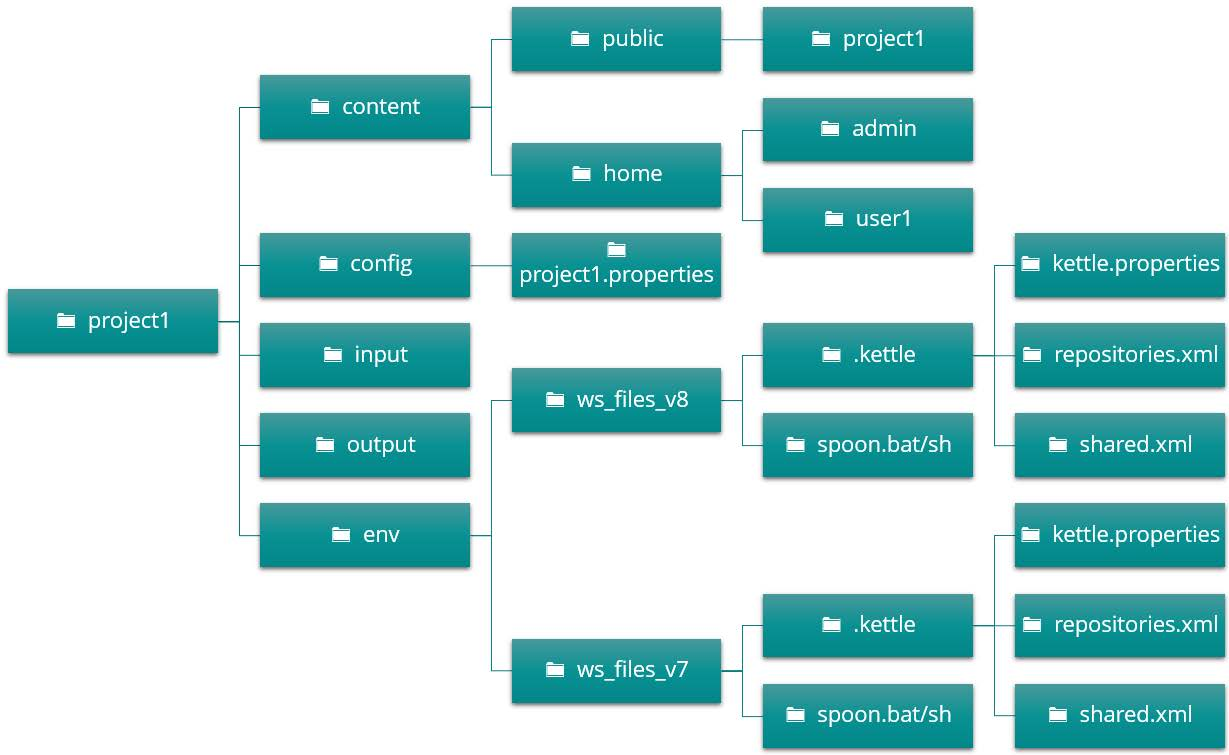 public
project1
content
admin
home
user1
config
project1.properties
kettle.properties
project1
input
.kettle
repositories.xml
ws_files_v8
output
spoon.bat/sh
shared.xml
env
kettle.properties
.kettle
repositories.xml
ws_files_v7
spoon.bat/sh
shared.xml